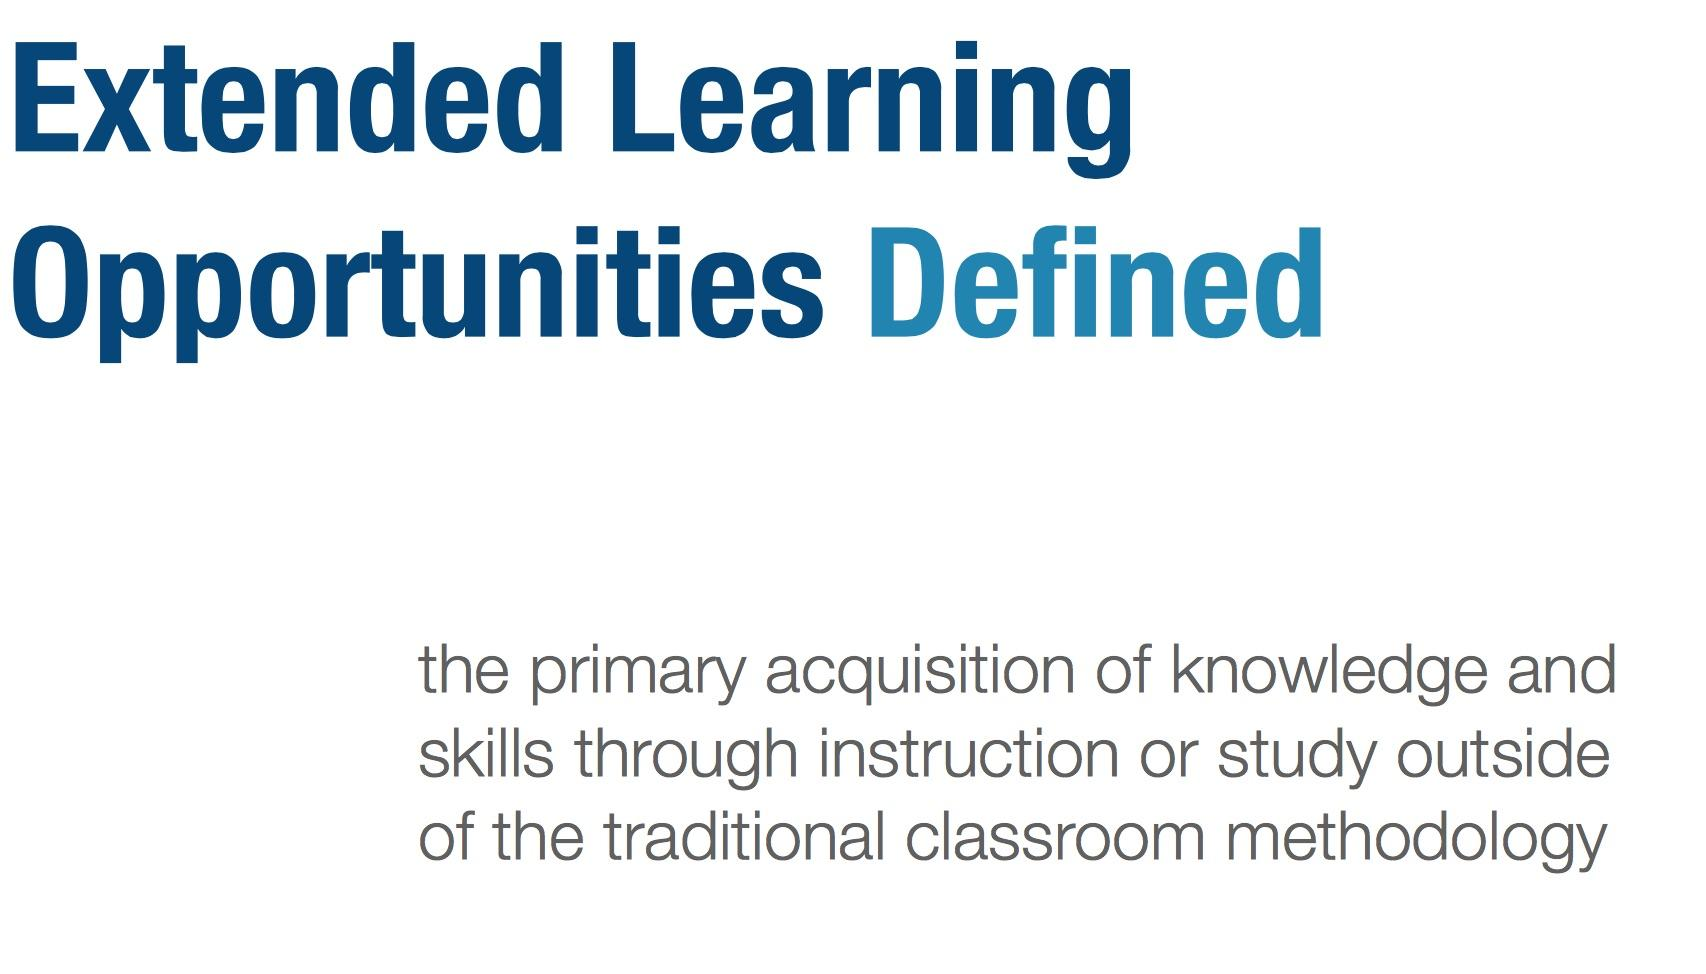 Extended Learning
Opportunities Defined
the primary acquisition of knowledge and
skills through instruction or study outside
of the traditional classroom methodology